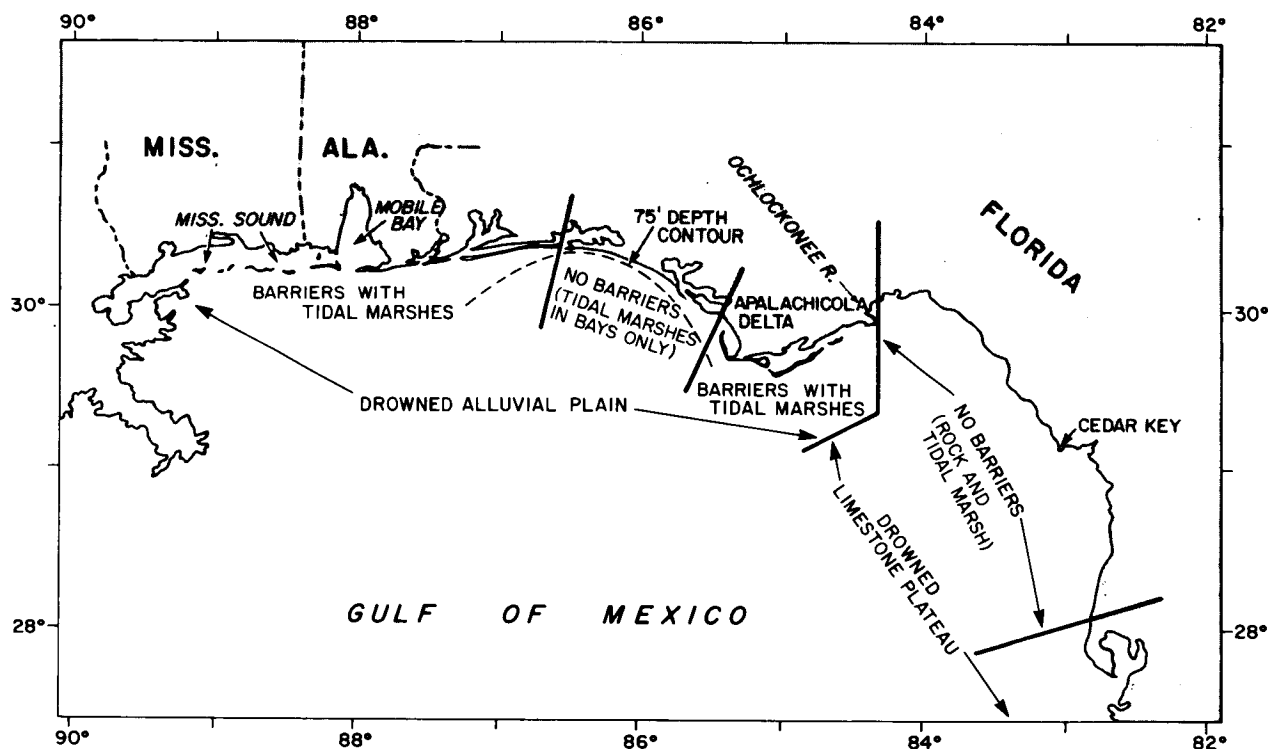 90°
88°
86°
84°
82°
MISS.
ALA.
MISS. SOUND
MOBILE
BAY
75' DEPTH
CONTOUR
OCHLOCKONEE R.
FLORIDA
30°
30°
BARRIERS WITH
TIDAL MARSHES
NO BARRIERS
(TIDAL MARSHES
IN BAYS ONLY)
APALACHICOLA
DELTA
BARRIERS WITH
TIDAL MARSHES
DROWNED ALLUVIAL PLAIN
NO BARRIERS
(ROCK AND
TIDAL MARSH)
CEDAR KEY
DROWNED
LIMESTONE PLATEAU
GULF OF MEXICO
28°
28°
90°
88°
86°
84°
82°